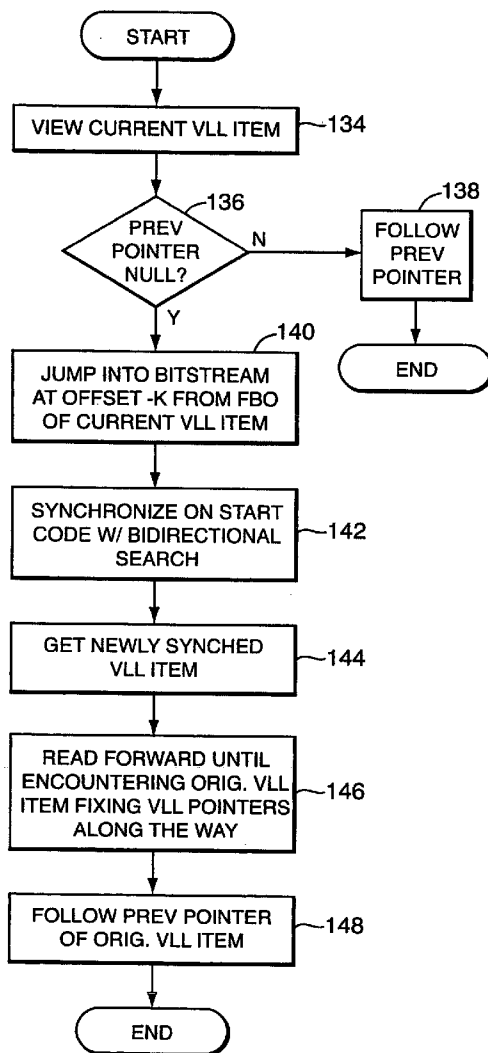 START
VIEW CURRENT VLL ITEM
134
136
PREV
POINTER
NULL?
N
138
FOLLOW
PREV
POINTER
END
Y
140
JUMP INTO BITSTREAM
AT OFFSET -K FROM FBO
OF CURRENT VLL ITEM
SYNCHRONIZE ON START
CODE W/ BIDIRECTIONAL
SEARCH
142
GET NEWLY SYNCHED
VLL ITEM
144
READ FORWARD UNTIL
ENCOUNTERING ORIG. VLL
ITEM FIXING VLL POINTERS
ALONG THE WAY
146
FOLLOW PREV POINTER
OF ORIG. VLL ITEM
148
END